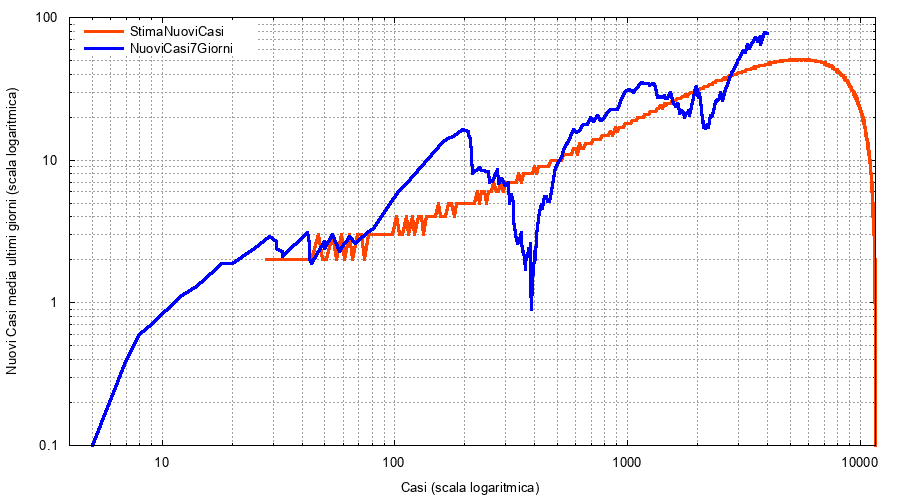 100
StimaNuoviCasi
NuoviCasi7Giorni
10
1
0.1
Nuovi Casi media ultimi giorni (scala logaritmica)
10 100 1000 10000
Casi (scala logaritmica)